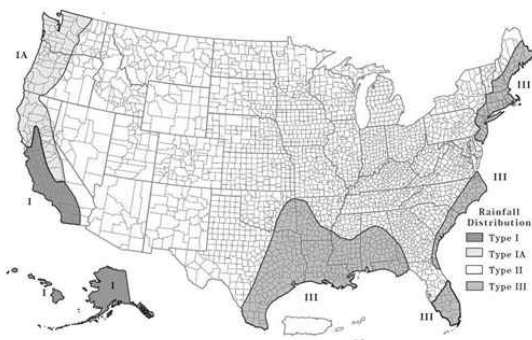 IA
III
III
I
Rainfall
Distribution
Type I
Type IA
Type II
Type III
I
I
III
III